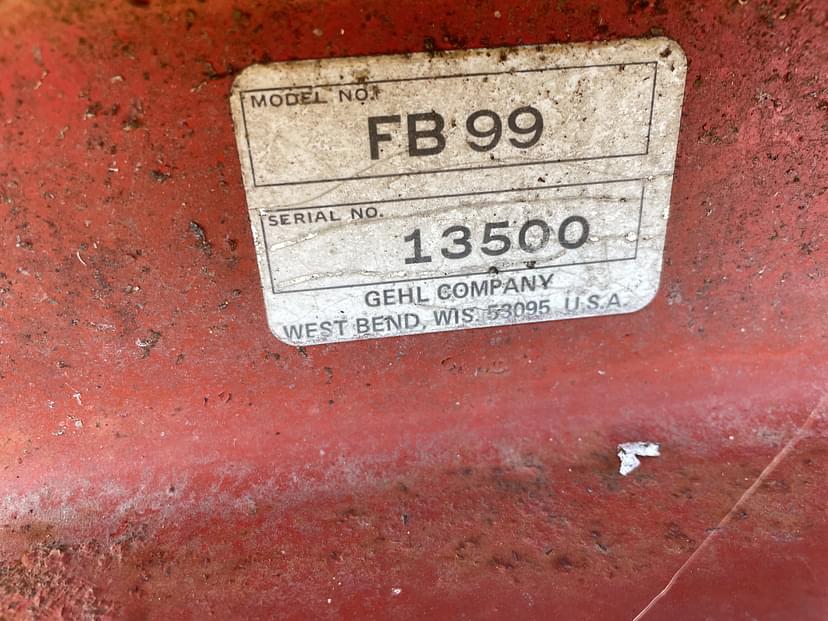 MODEL NO.
FB 99
SERIAL NO.
13500
GEHL COMPANY
WEST BEND, WIS. 53095 U.S.A.